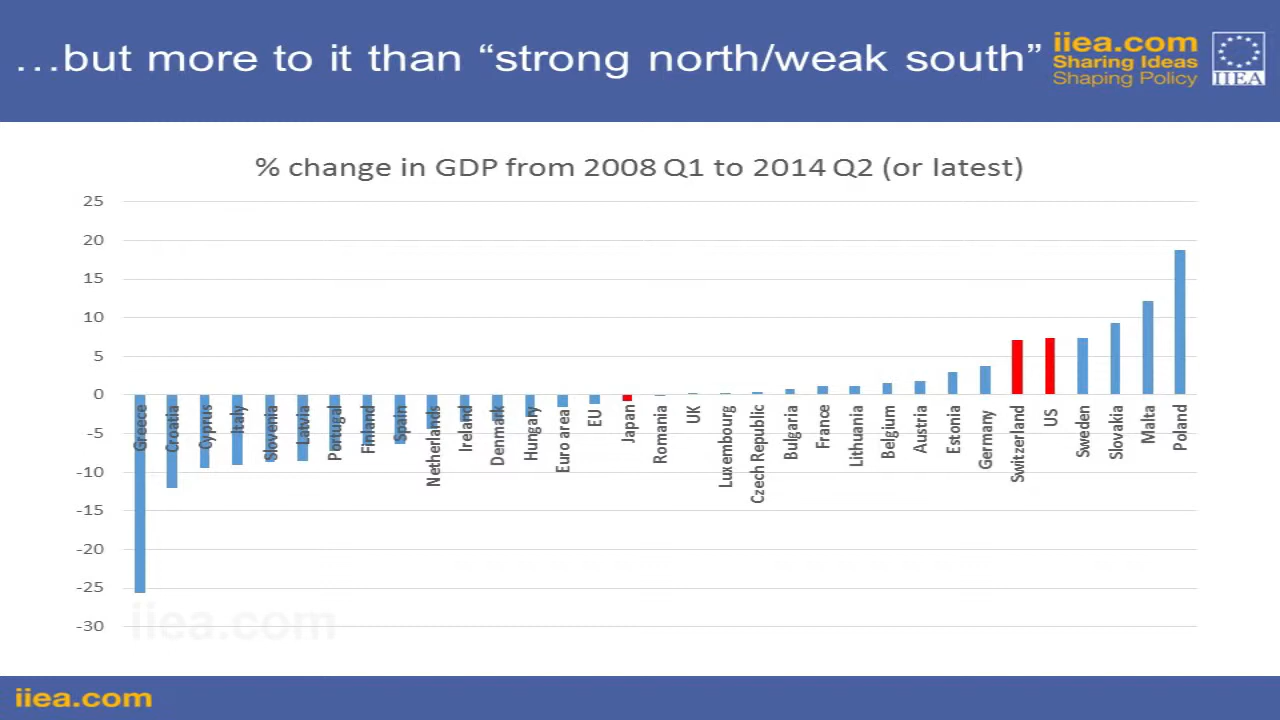 …but more to it than “strong north/weak south”
iiea.com
Sharing Ideas
Shaping Policy
IIEA
% change in GDP from 2008 Q1 to 2014 Q2 (or latest)
25
20
15
10
5
0
-5
-10
-15
-20
-25
-30
Greece
Croatia
Cyprus
Italy
Slovenia
Latvia
Portugal
Finland
Spain
Netherlands
Ireland
Denmark
Hungary
Euro area
EU
Japan
Romania
UK
Luxembourg
Czech Republic
Bulgaria
France
Lithuania
Belgium
Austria
Estonia
Germany
Switzerland
US
Sweden
Slovakia
Malta
Poland
iiea.com
iiea.com